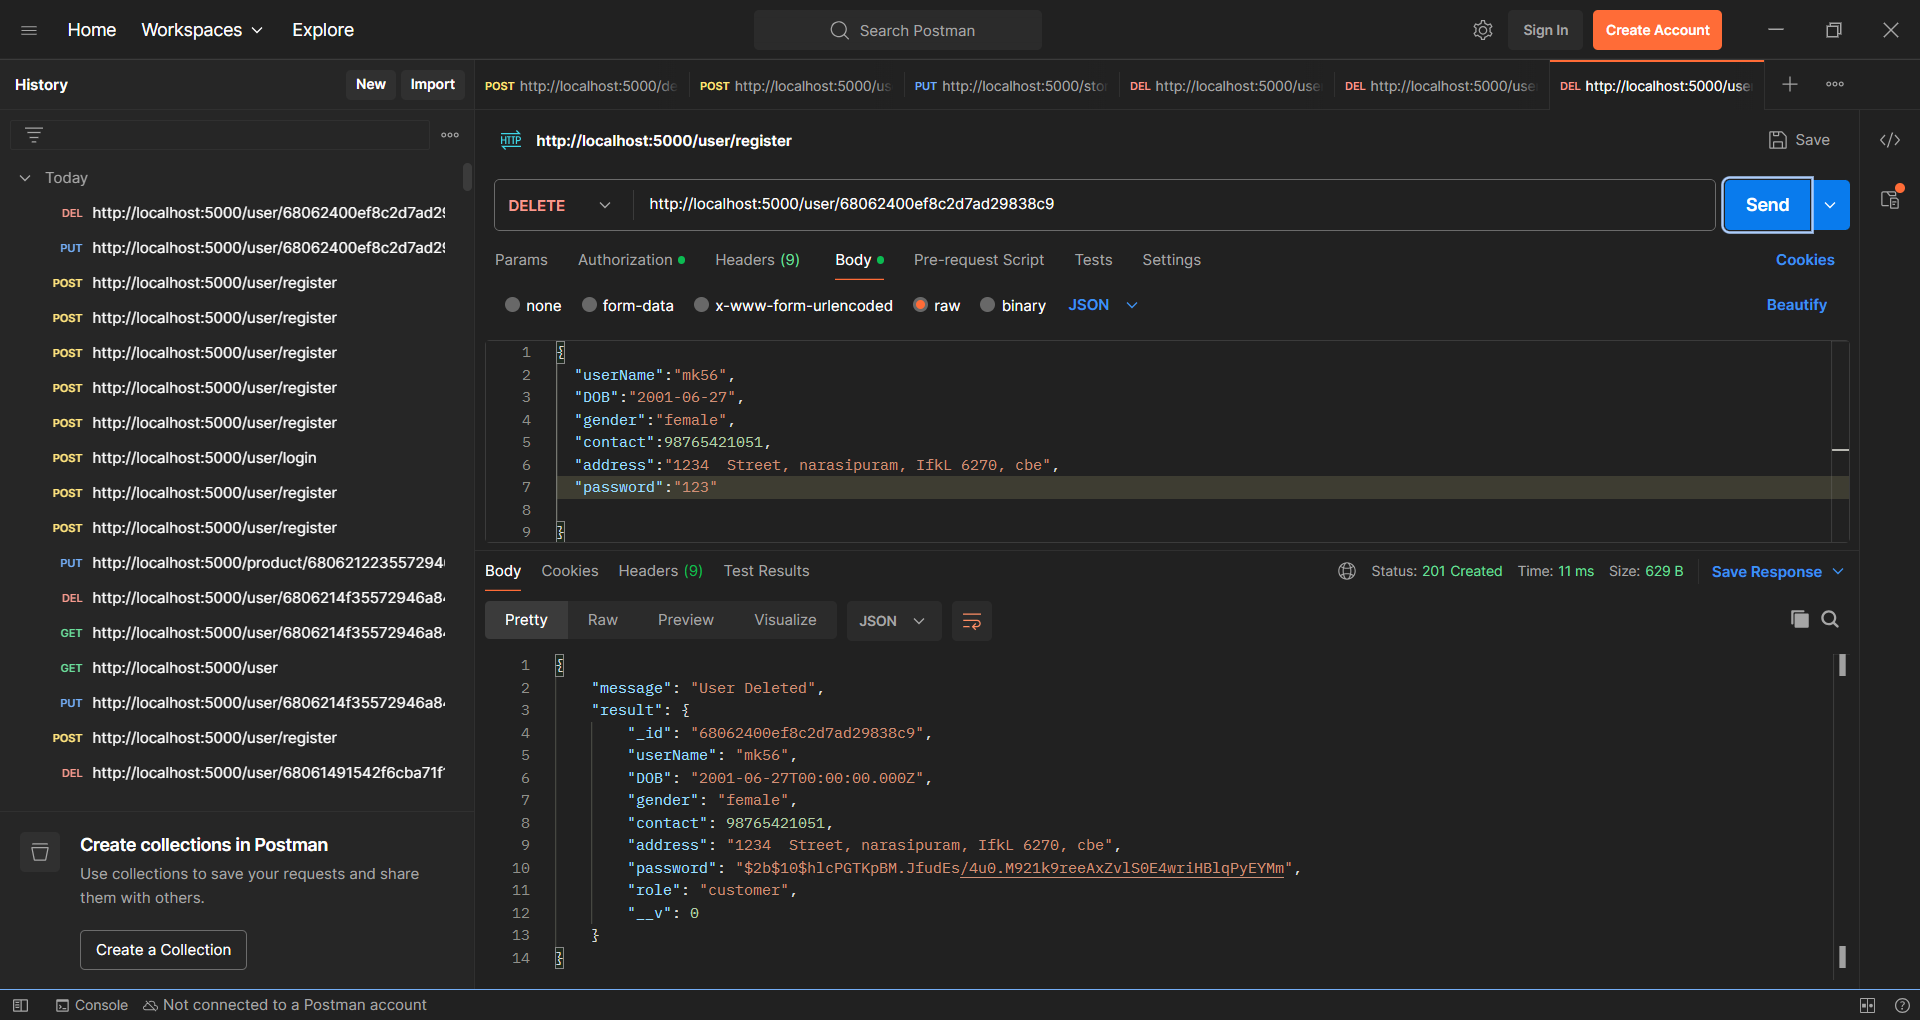 Home Workspaces Explore Search Postman Sign In Create Account
History New Import
POST http://localhost:5000/de POST http://localhost:5000/us PUT http://localhost:5000/sto DEL http://localhost:5000/use DEL http://localhost:5000/use DEL http://localhost:5000/use
Today
DEL http://localhost:5000/user/68062400ef8c2d7ad29
PUT http://localhost:5000/user/68062400ef8c2d7ad29
POST http://localhost:5000/user/register
POST http://localhost:5000/user/register
POST http://localhost:5000/user/register
POST http://localhost:5000/user/register
POST http://localhost:5000/user/register
POST http://localhost:5000/user/login
POST http://localhost:5000/user/register
POST http://localhost:5000/user/register
PUT http://localhost:5000/product/68062122355729 4
DEL http://localhost:5000/user/6806214f35572946a8
GET http://localhost:5000/user/6806214f35572946a8
GET http://localhost:5000/user
PUT http://localhost:5000/user/6806214f35572946a8
POST http://localhost:5000/user/register
DEL http://localhost:5000/user/68061491542f6cba71f
Create collections in Postman
Use collections to save your requests and share
them with others.
Create a Collection
HTTP http://localhost:5000/user/register Save
DELETE http://localhost:5000/user/68062400ef8c2d7ad29838c9 Send
Params Authorization Headers (9) Body Pre-request Script Tests Settings Cookies
none form-data x-www-form-urlencoded raw binary JSON Beautify
1 {
2 "userName":"mk56",
3 "DOB":"2001-06-27",
4 "gender":"female",
5 "contact":98765421051,
6 "address":"1234  Street, narasipuram, IfkL 6270, cbe",
7 "password":"123"
8
9 }
Body Cookies Headers (9) Test Results Status: 201 Created Time: 11 ms Size: 629 B Save Response
Pretty Raw Preview Visualize JSON
1 {
2 "message": "User Deleted",
3 "result": {
4 "_id": "68062400ef8c2d7ad29838c9",
5 "userName": "mk56",
6 "DOB": "2001-06-27T00:00:00.000Z",
7 "gender": "female",
8 "contact": 98765421051,
9 "address": "1234  Street, narasipuram, IfkL 6270, cbe",
10 "password": "$2b$10$hlcPGTKpBM.JfudEs/4u0.M921k9reeAxZvlS0E4wriHBlqPyEYMm",
11 "role": "customer",
12 "__v": 0
13 }
14 }
Console Not connected to a Postman account